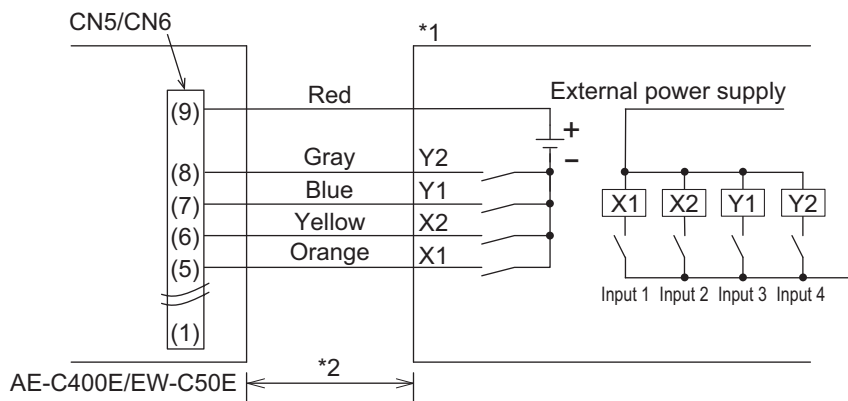 CN5/CN6
*1
(9)
Red
+
−
External power supply
(8)
Gray
Y2
(7)
Blue
Y1
(6)
Yellow
X2
(5)
Orange
X1
(1)
X1 X2 Y1 Y2
Input 1 Input 2 Input 3 Input 4
*2
AE-C400E/EW-C50E